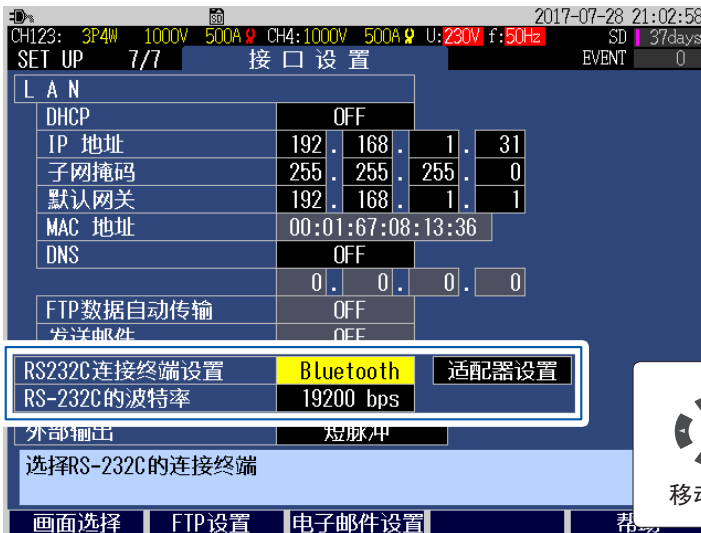 SD 2017-07-28 21:02:58
CH123: 3P4W 1000V 500A CH4:1000V 500A U:230V f:50Hz SD 37days
SET UP 7/7 接口设置 EVENT 0
LAN
DHCP OFF
IP 地址 192. 168. 1. 31
子网掩码 255. 255. 255. 0
默认网关 192. 168. 1. 1
MAC 地址 00:01:67:08:13:36
DNS OFF
0. 0. 0. 0
FTP数据自动传输 OFF
发送邮件 OFF
RS232C连接终端设置 Bluetooth 适配器设置
RS-232C的波特率 19200 bps
外部输出 短脉冲
选择RS-232C的连接终端
移动
画面选择 FTP设置 电子邮件设置 帮助